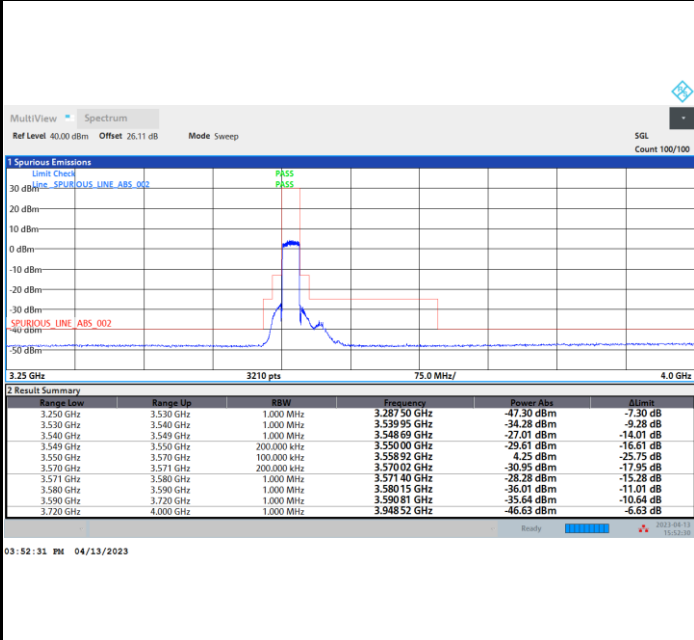 MultiView Spectrum
Ref Level 40.00 dBm Offset 26.11 dB Mode Sweep SGL
Count 100/100
1 Spurious Emissions
Limit Check PASS
Line _SPURIOUS_LINE_ABS_002 PASS
30 dBm
20 dBm
10 dBm
0 dBm
-10 dBm
-20 dBm
-30 dBm
_SPURIOUS_LINE_ABS_002
-40 dBm
-50 dBm
3.25 GHz 3210 pts 75.0 MHz/ 4.0 GHz
2 Result Summary
Range Low Range Up RBW Frequency Power Abs ΔLimit
3.250 GHz 3.530 GHz 1.000 MHz 3.287 50 GHz -47.30 dBm -7.30 dB
3.530 GHz 3.540 GHz 1.000 MHz 3.539 95 GHz -34.28 dBm -9.28 dB
3.540 GHz 3.549 GHz 1.000 MHz 3.548 69 GHz -27.01 dBm -14.01 dB
3.549 GHz 3.550 GHz 200.000 kHz 3.550 00 GHz -29.61 dBm -16.61 dB
3.550 GHz 3.570 GHz 100.000 kHz 3.558 92 GHz 4.25 dBm -25.75 dB
3.570 GHz 3.571 GHz 200.000 kHz 3.570 02 GHz -30.95 dBm -17.95 dB
3.571 GHz 3.580 GHz 1.000 MHz 3.571 40 GHz -28.28 dBm -15.28 dB
3.580 GHz 3.590 GHz 1.000 MHz 3.580 15 GHz -36.01 dBm -11.01 dB
3.590 GHz 3.720 GHz 1.000 MHz 3.590 81 GHz -35.64 dBm -10.64 dB
3.720 GHz 4.000 GHz 1.000 MHz 3.948 52 GHz -46.63 dBm -6.63 dB
Ready 2023-04-13
15:52:30
03:52:31 PM 04/13/2023